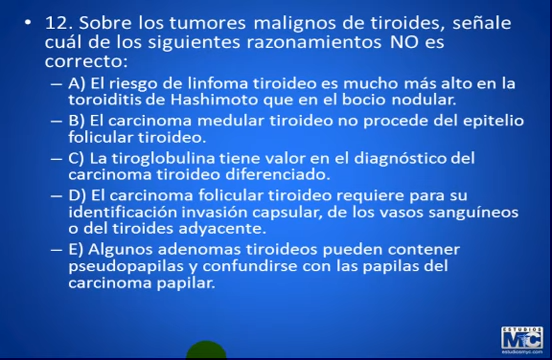 • 12. Sobre los tumores malignos de tiroides, señale
cuál de los siguientes razonamientos NO es
correcto:
– A) El riesgo de linfoma tiroideo es mucho más alto en la
toroiditis de Hashimoto que en el bocio nodular.
– B) El carcinoma medular tiroideo no procede del epitelio
folicular tiroideo.
– C) La tiroglobulina tiene valor en el diagnóstico del
carcinoma tiroideo diferenciado.
– D) El carcinoma folicular tiroideo requiere para su
identificación invasión capsular, de los vasos sanguíneos
o del tiroides adyacente.
– E) Algunos adenomas tiroideos pueden contener
pseudopapilas y confundirse con las papilas del
carcinoma papilar.
ESTUDIOS
MyC
estudiosmyc.com